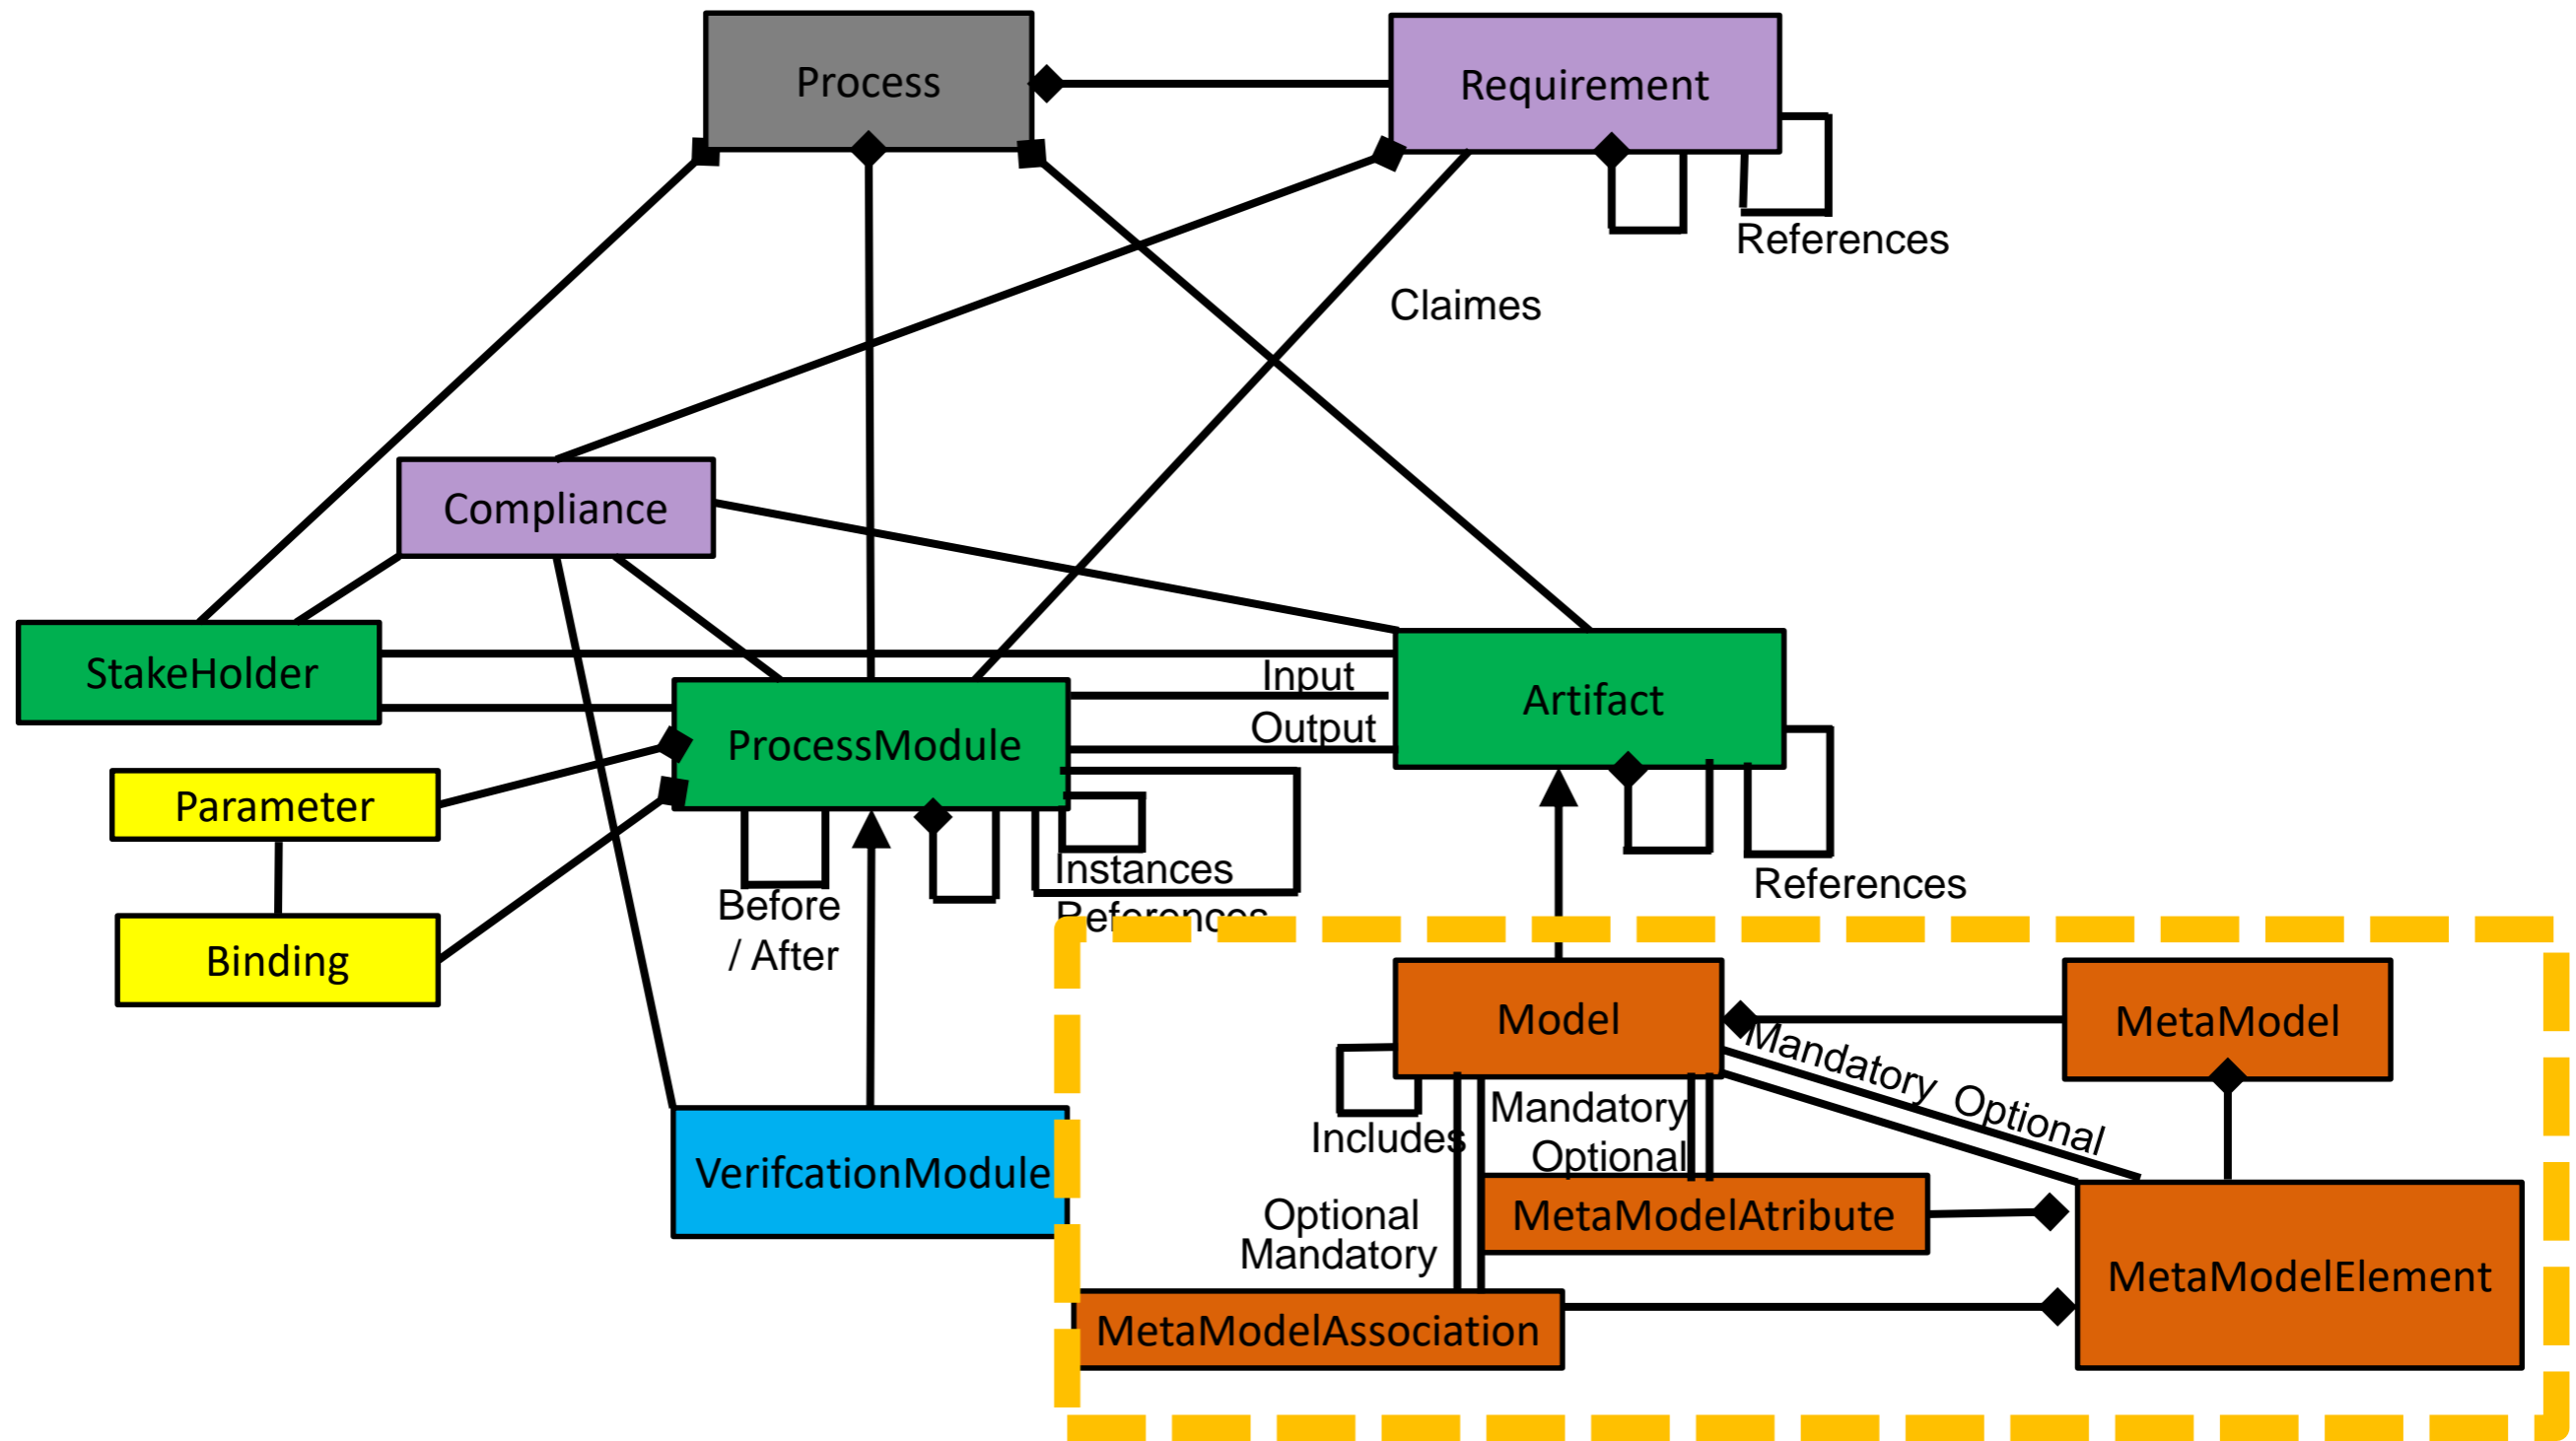 Process
Requirement
References
Claimes
Compliance
StakeHolder
Input
Artifact
Output
ProcessModule
Parameter
Instances
References
References
Before
/ After
Binding
Model
MetaModel
Mandatory Optional
Mandatory
Includes
Optional
VerifcationModule
MetaModelAtribute
Optional
Mandatory
MetaModelElement
MetaModelAssociation